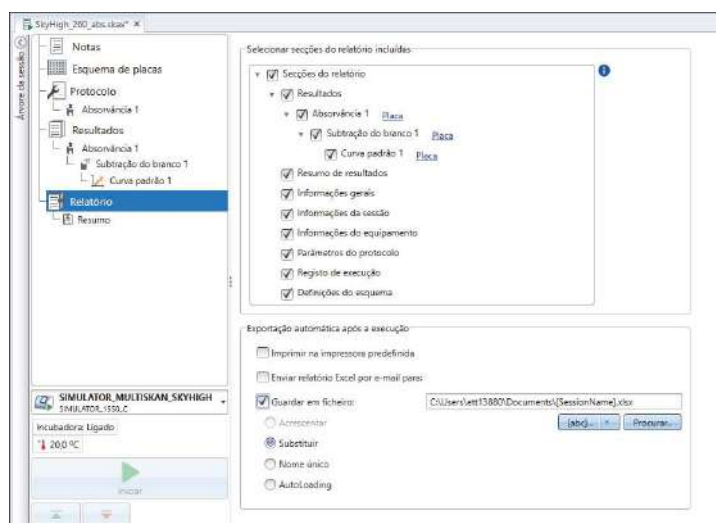 SkyHigh_260_abs.skax*
Árvore da sessão
Notas
Esquema de placas
Protocolo
Absorvância 1
Resultados
Absorvância 1
Subtração do branco 1
Curva padrão 1
Relatório
Resumo
SIMULATOR_MULTISKAN_SKYHIGH
SIMULATOR_1550_C
Incubadora: Ligado
20,0 ºC
Iniciar
Selecionar secções do relatório incluídas
Secções do relatório
Resultados
Absorvância 1 Placa
Subtração do branco 1 Placa
Curva padrão 1 Placa
Resumo de resultados
Informações gerais
Informações da sessão
Informações do equipamento
Parâmetros do protocolo
Registo de execução
Definições do esquema
Exportação automática após a execução
Imprimir na impressora predefinida
Enviar relatório Excel por e-mail para:
Guardar em ficheiro: C:\Users\ett13880\Documents\[SessionName].xlsx
Acrescentar [abc]... Procurar...
Substituir
Nome único
AutoLoading